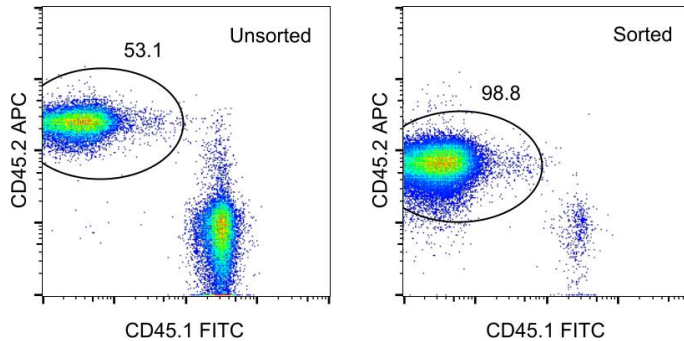 53.1
Unsorted
CD45.2 APC
CD45.1 FITC
98.8
Sorted
CD45.2 APC
CD45.1 FITC